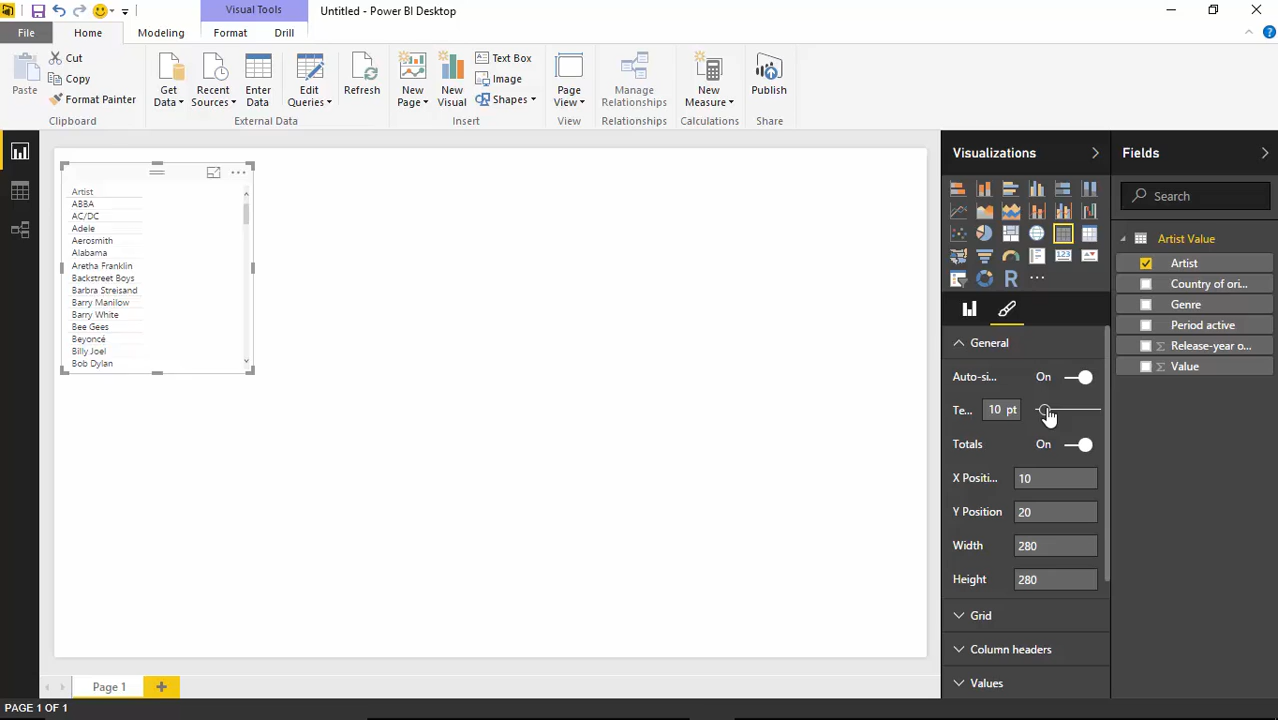 Visual Tools
Untitled - Power BI Desktop
File
Home
Modeling
Format
Drill
Paste
Cut
Copy
Format Painter
Clipboard
Get Data
Recent Sources
Enter Data
Edit Queries
Refresh
External Data
New Page
New Visual
Text Box
Image
Shapes
Insert
Page View
View
Manage Relationships
Relationships
New Measure
Calculations
Publish
Share
Artist
ABBA
AC/DC
Adele
Aerosmith
Alabama
Aretha Franklin
Backstreet Boys
Barbra Streisand
Barry Manilow
Barry White
Bee Gees
Beyoncé
Billy Joel
Bob Dylan
Visualizations
123
R
General
Auto-si... On
Te... 10 pt
Totals On
X Positi... 10
Y Position 20
Width 280
Height 280
Grid
Column headers
Values
Fields
Search
Artist Value
Artist
Country of ori...
Genre
Period active
Σ Release-year o...
Σ Value
Page 1
PAGE 1 OF 1